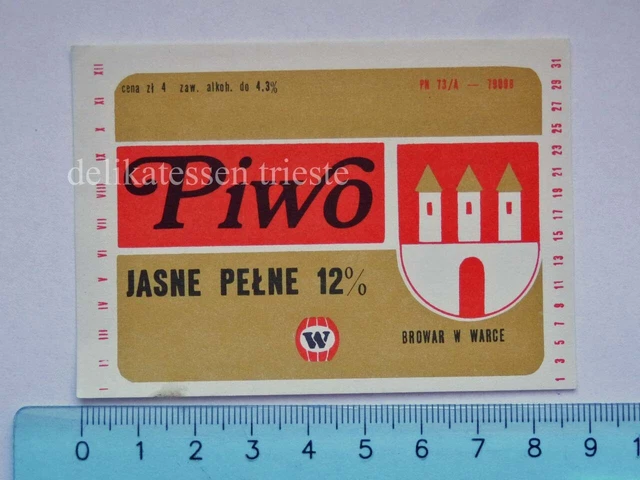 cena zł 4 zaw. alkoh. do 4,3%
PN 73/A —
delikatessen trieste
Piwo
JASNE PEŁNE 12%
W
BROWAR W WARCE
I II III IV V VI VII VIII IX X XI XII
1 3 5 7 9 11 13 15 17 19 21 23 25 27 29 31
0 1 2 3 4 5 6 7 8 9